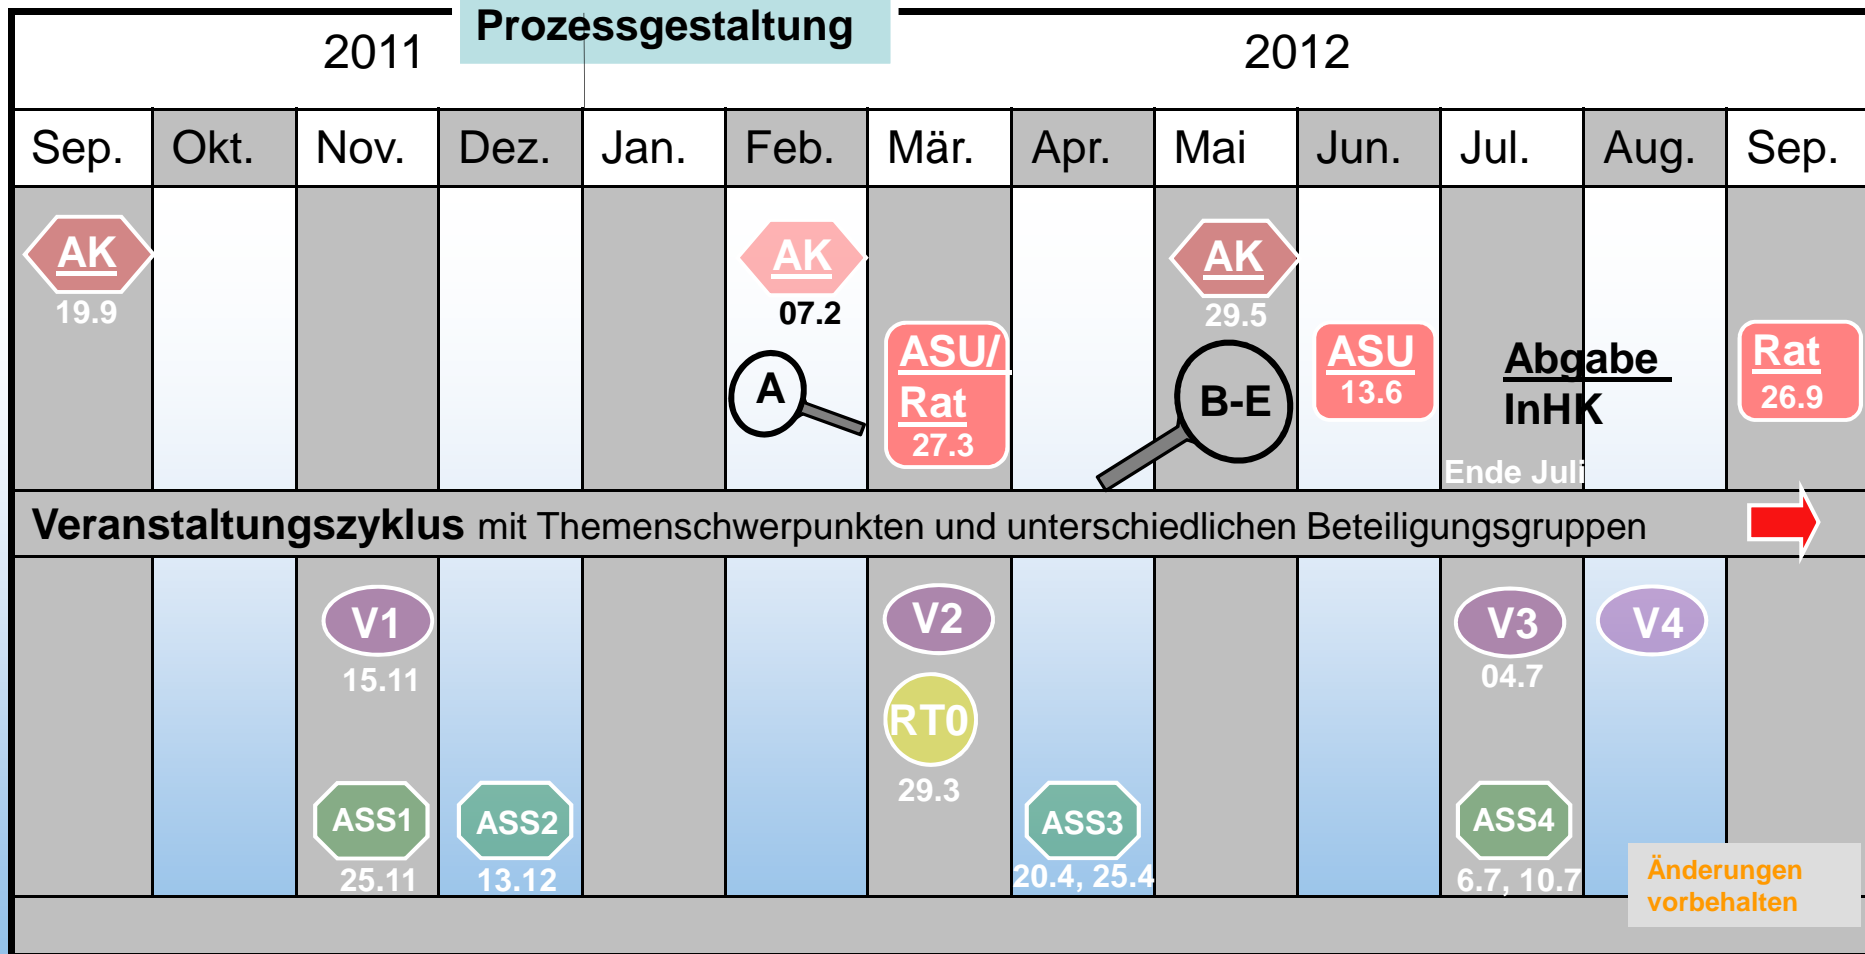 Prozessgestaltung
2011
2012
Sep. Okt. Nov. Dez. Jan. Feb. Mär. Apr. Mai Jun. Jul. Aug. Sep.
AK
19.9
AK
07.2
A
ASU/
Rat
27.3
AK
29.5
B-E
ASU
13.6
Abgabe
InHK
Ende Juli
Rat
26.9
Veranstaltungszyklus mit Themenschwerpunkten und unterschiedlichen Beteiligungsgruppen
V1
15.11
V2
V3
04.7
V4
RT0
29.3
ASS1
25.11
ASS2
13.12
ASS3
20.4, 25.4
ASS4
6.7, 10.7
Änderungen
vorbehalten